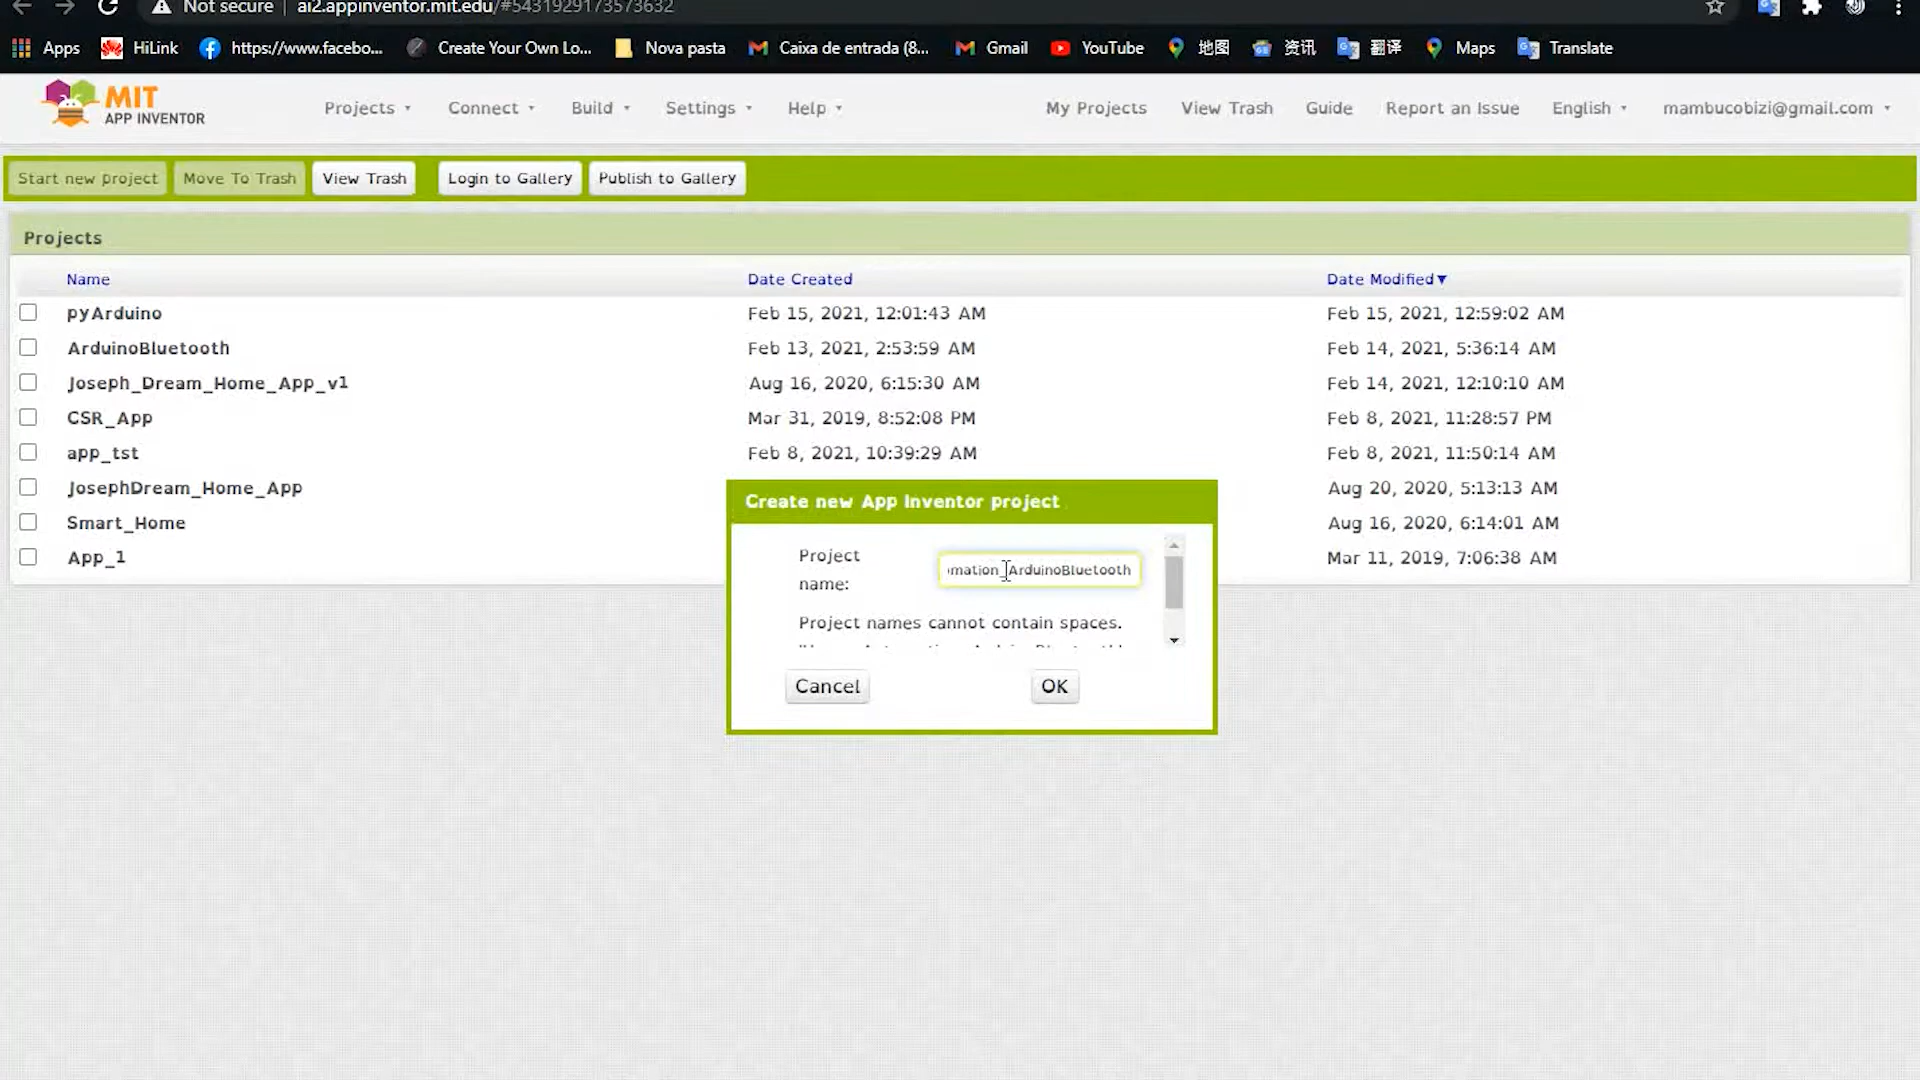 Not secure | ai2.appinventor.mit.edu/#5431929173573632
Apps HiLink https://www.facebo... Create Your Own Lo... Nova pasta Caixa de entrada (8... Gmail YouTube 地图 资讯 翻译 Maps Translate
MIT
APP INVENTOR
Projects Connect Build Settings Help My Projects View Trash Guide Report an Issue English mambucobizi@gmail.com
Start new project Move To Trash View Trash Login to Gallery Publish to Gallery
Projects
Name Date Created Date Modified▼
pyArduino Feb 15, 2021, 12:01:43 AM Feb 15, 2021, 12:59:02 AM
ArduinoBluetooth Feb 13, 2021, 2:53:59 AM Feb 14, 2021, 5:36:14 AM
Joseph_Dream_Home_App_v1 Aug 16, 2020, 6:15:30 AM Feb 14, 2021, 12:10:10 AM
CSR_App Mar 31, 2019, 8:52:08 PM Feb 8, 2021, 11:28:57 PM
app_tst Feb 8, 2021, 10:39:29 AM Feb 8, 2021, 11:50:14 AM
JosephDream_Home_App Aug 20, 2020, 5:13:13 AM
Smart_Home Aug 16, 2020, 6:14:01 AM
App_1 Mar 11, 2019, 7:06:38 AM
Create new App Inventor project
Project
name:
omation_ArduinoBluetooth
Project names cannot contain spaces.
Cancel OK